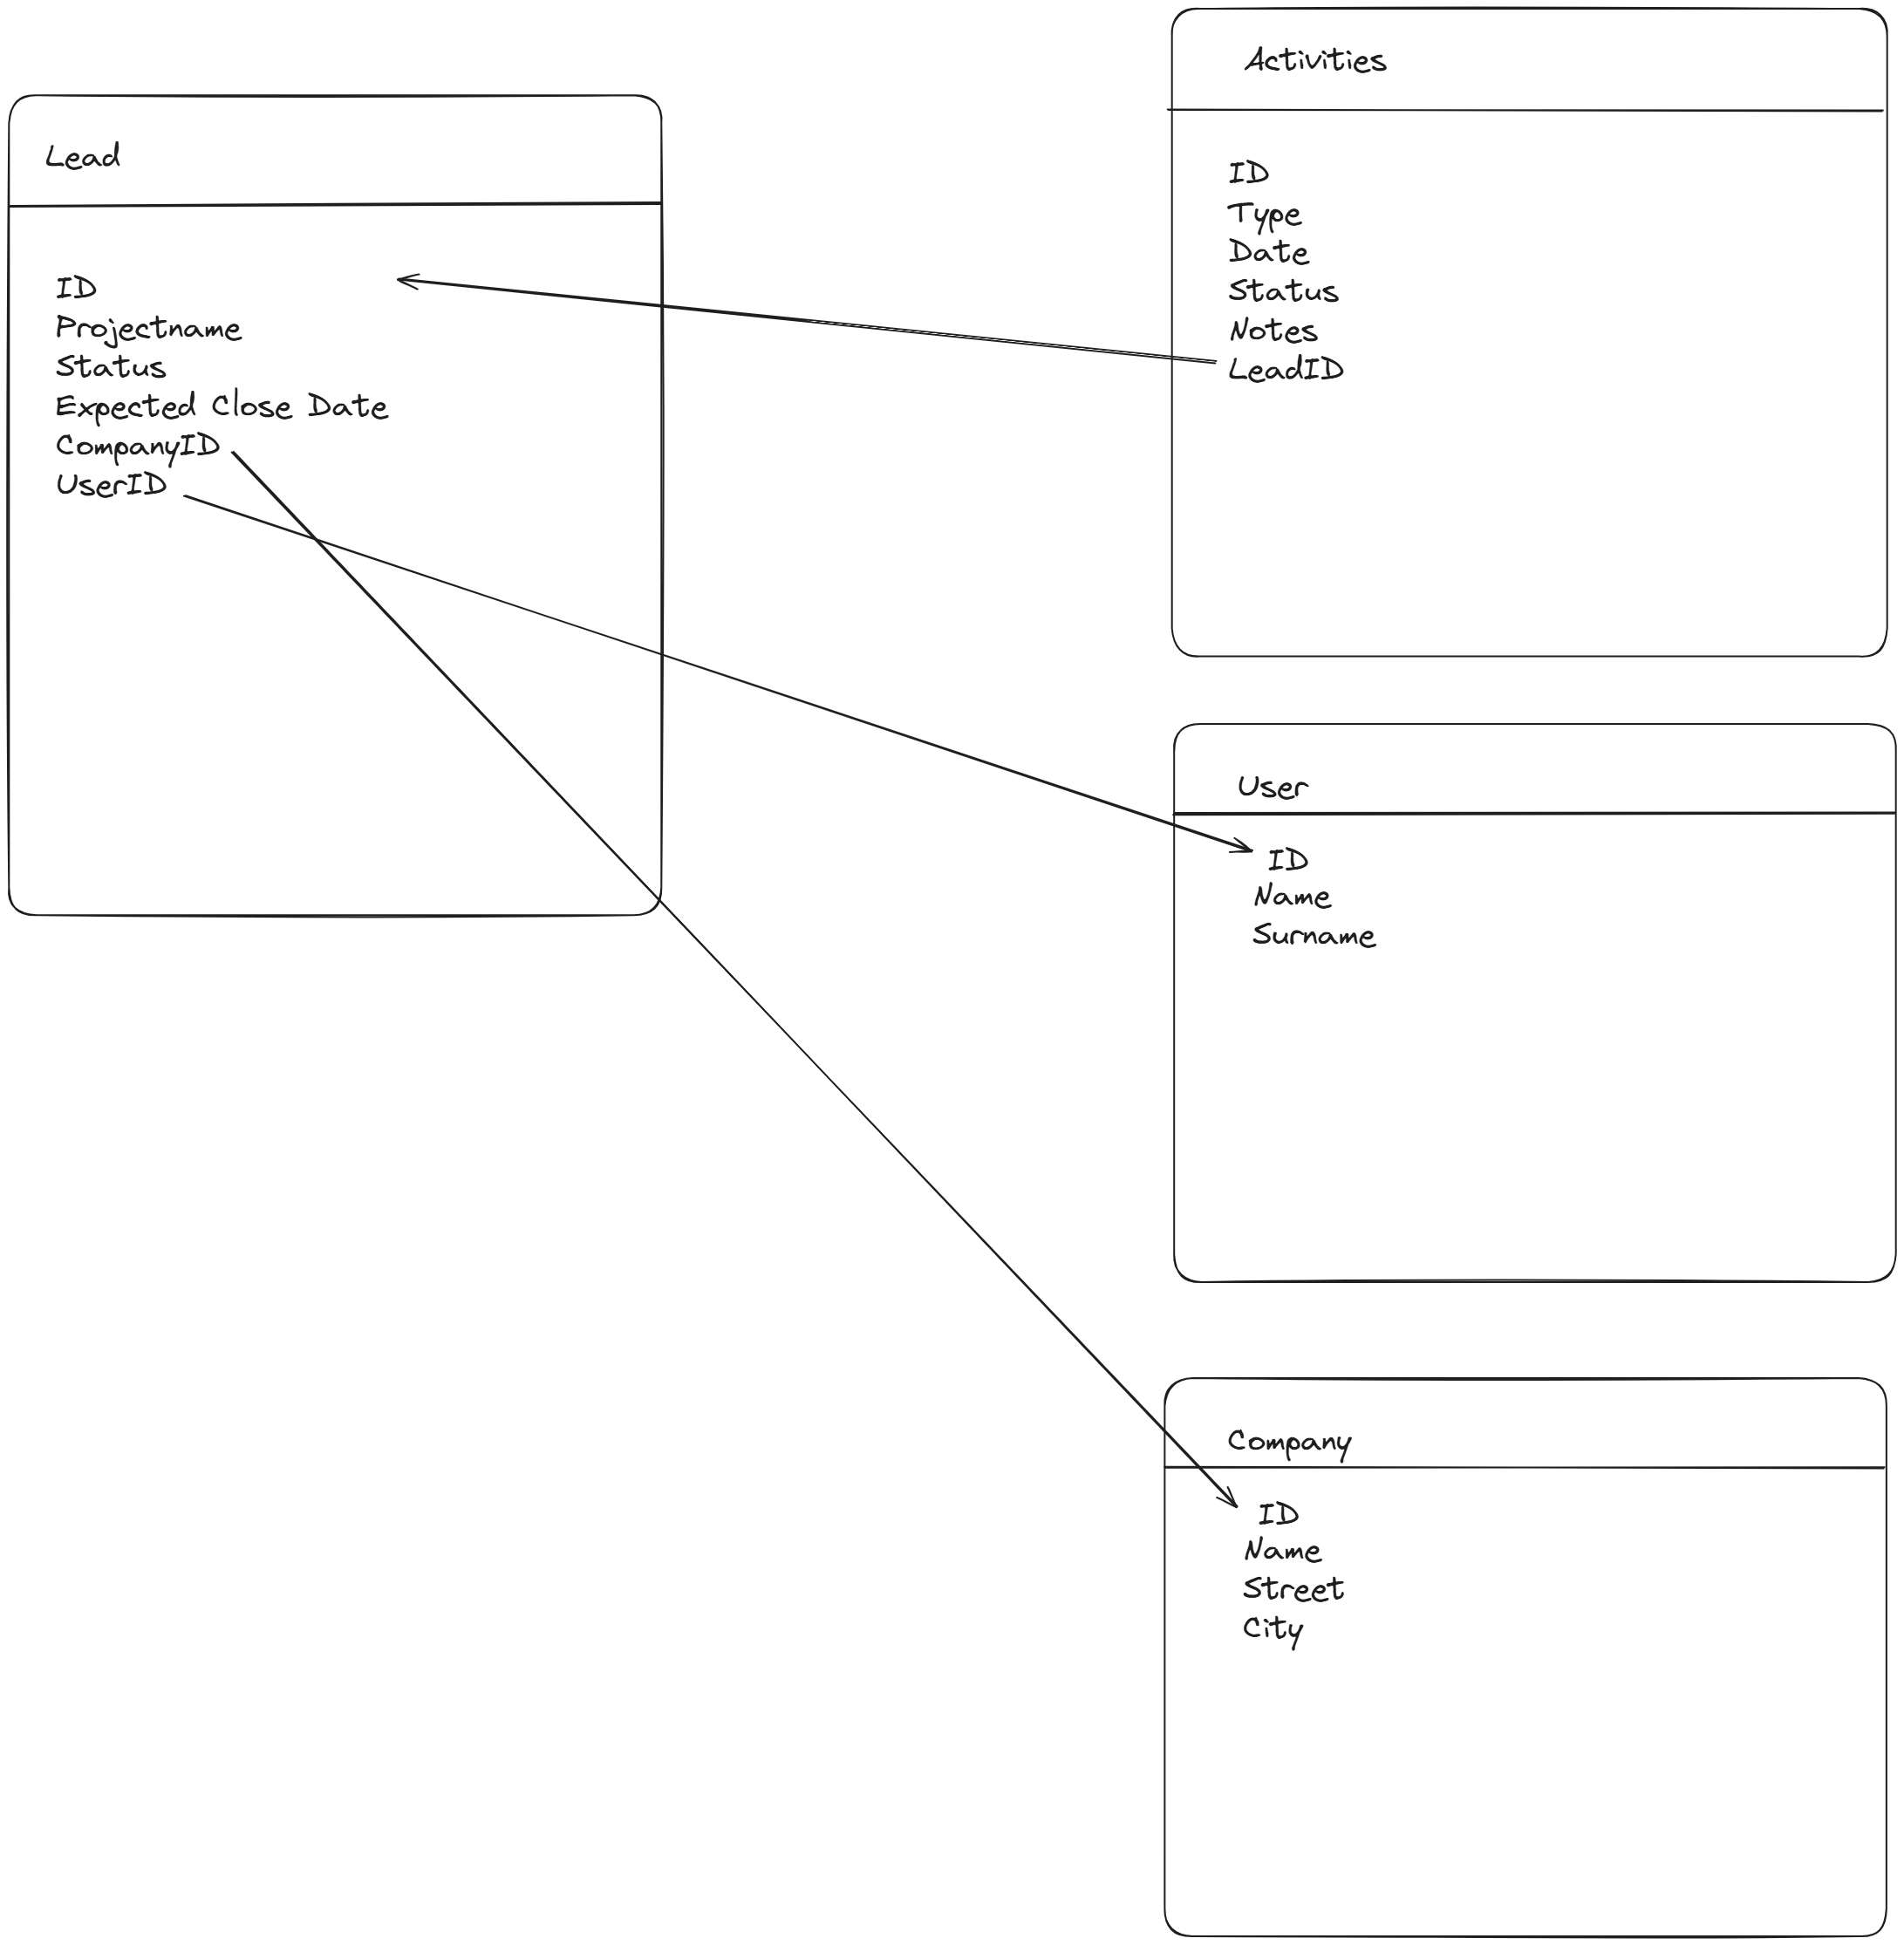 Lead
ID
Projectname
Status
Expected Close Date
CompanyID
UserID
Activities
ID
Type
Date
Status
Notes
LeadID
User
ID
Name
Surname
Company
ID
Name
Street
City